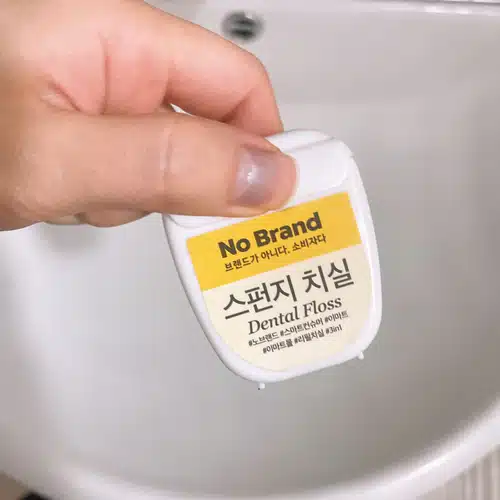 No Brand
브랜드가 아니다. 소비자다
스펀지 치실
Dental Floss
#노브랜드 #스마트컨슈머 #이마트
#이마트몰 #리필치실 #3in1